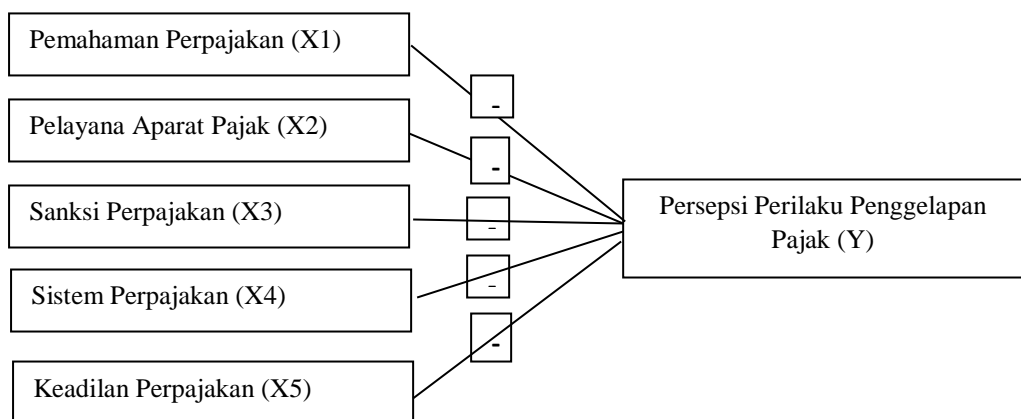 Pemahaman Perpajakan (X1)
-
Pelayana Aparat Pajak (X2)
-
Sanksi Perpajakan (X3)
-
Persepsi Perilaku Penggelapan
Pajak (Y)
Sistem Perpajakan (X4)
-
Keadilan Perpajakan (X5)
-